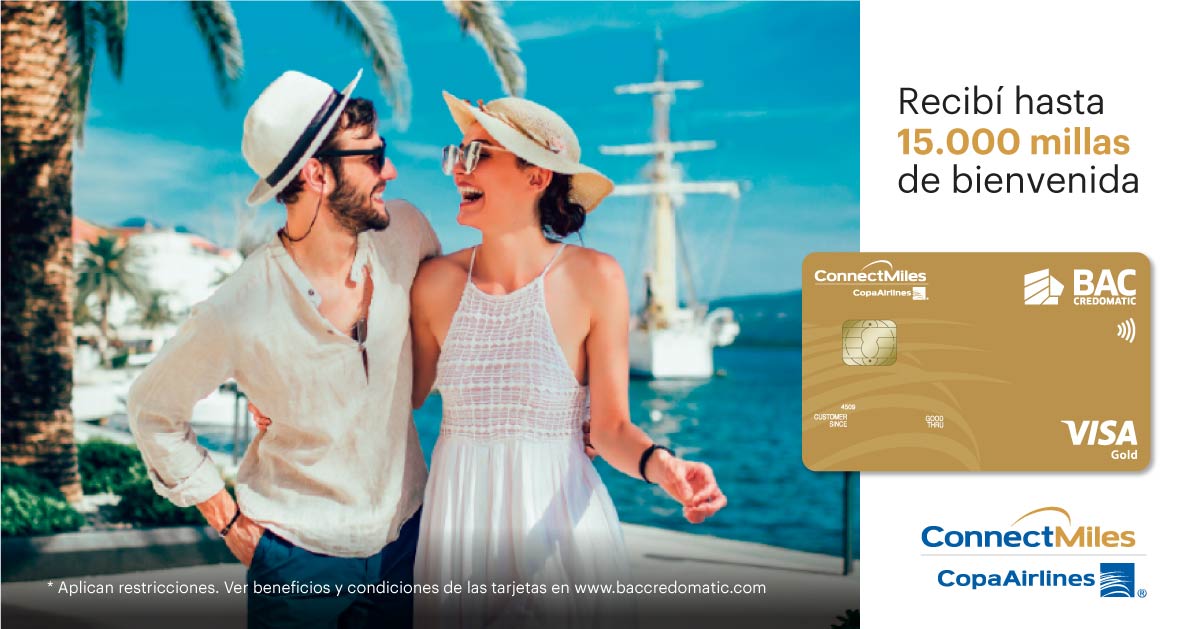 Recibí hasta
15.000 millas
de bienvenida
ConnectMiles
CopaAirlines
BAC
CREDOMATIC
4509
CUSTOMER
SINCE
GOOD
THRU
VISA
Gold
ConnectMiles
CopaAirlines ®
* Aplican restricciones. Ver beneficios y condiciones de las tarjetas en www.baccredomatic.com